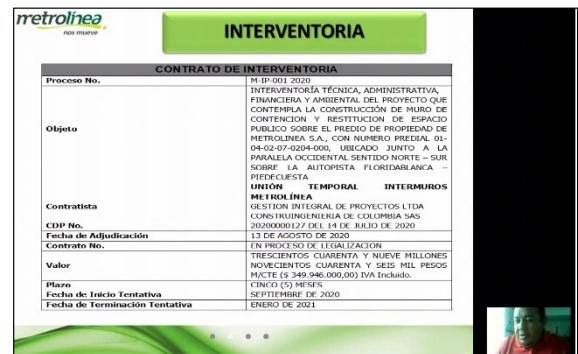 metrolínea
nos mueve
INTERVENTORIA
CONTRATO DE INTERVENTORIA
Proceso No.
M-IP-001 2020
Objeto
INTERVENTORÍA TÉCNICA, ADMINISTRATIVA,
FINANCIERA Y AMBIENTAL DEL PROYECTO QUE
CONTEMPLA LA CONSTRUCCIÓN DE MURO DE
CONTENCION Y RESTITUCION DE ESPACIO
PUBLICO SOBRE EL PREDIO DE PROPIEDAD DE
METROLINEA S.A., CON NUMERO PREDIAL 01-
04-02-07-0204-000, UBICADO JUNTO A LA
PARALELA OCCIDENTAL SENTIDO NORTE – SUR
SOBRE LA AUTOPISTA FLORIDABLANCA –
PIEDECUESTA
Contratista
UNIÓN TEMPORAL INTERMUROS
METROLÍNEA
GESTION INTEGRAL DE PROYECTOS LTDA
CONSTRUINGENIERIA DE COLOMBIA SAS
CDP No.
20200000127 DEL 14 DE JULIO DE 2020
Fecha de Adjudicación
13 DE AGOSTO DE 2020
Contrato No.
EN PROCESO DE LEGALIZACION
Valor
TRESCIENTOS CUARENTA Y NUEVE MILLONES
NOVECIENTOS CUARENTA Y SEIS MIL PESOS
M/CTE ($ 349.946.000,00) IVA Incluido.
Plazo
CINCO (5) MESES
Fecha de Inicio Tentativa
SEPTIEMBRE DE 2020
Fecha de Terminación Tentativa
ENERO DE 2021